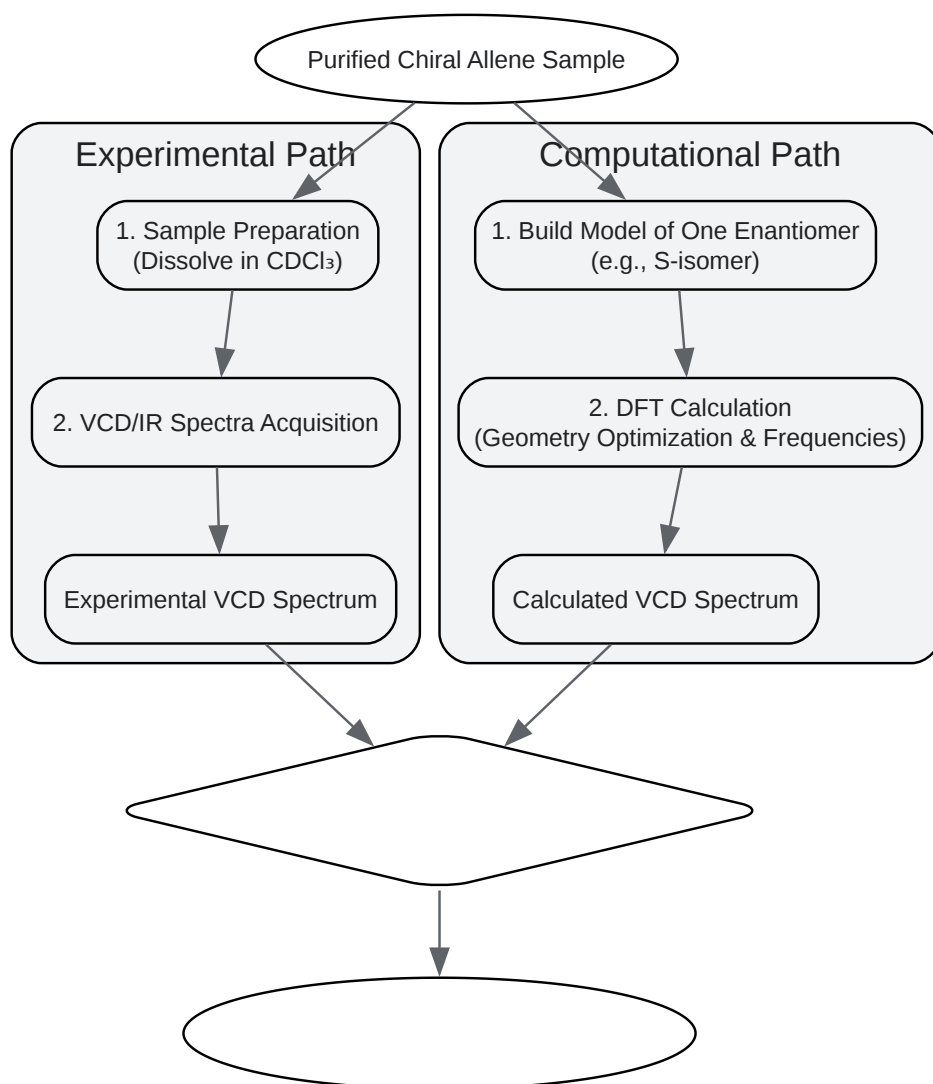 Purified Chiral Allene Sample
Experimental Path
1. Sample Preparation
(Dissolve in CDCl₃)
2. VCD/IR Spectra Acquisition
Experimental VCD Spectrum
Computational Path
1. Build Model of One Enantiomer
(e.g., S-isomer)
2. DFT Calculation
(Geometry Optimization & Frequencies)
Calculated VCD Spectrum